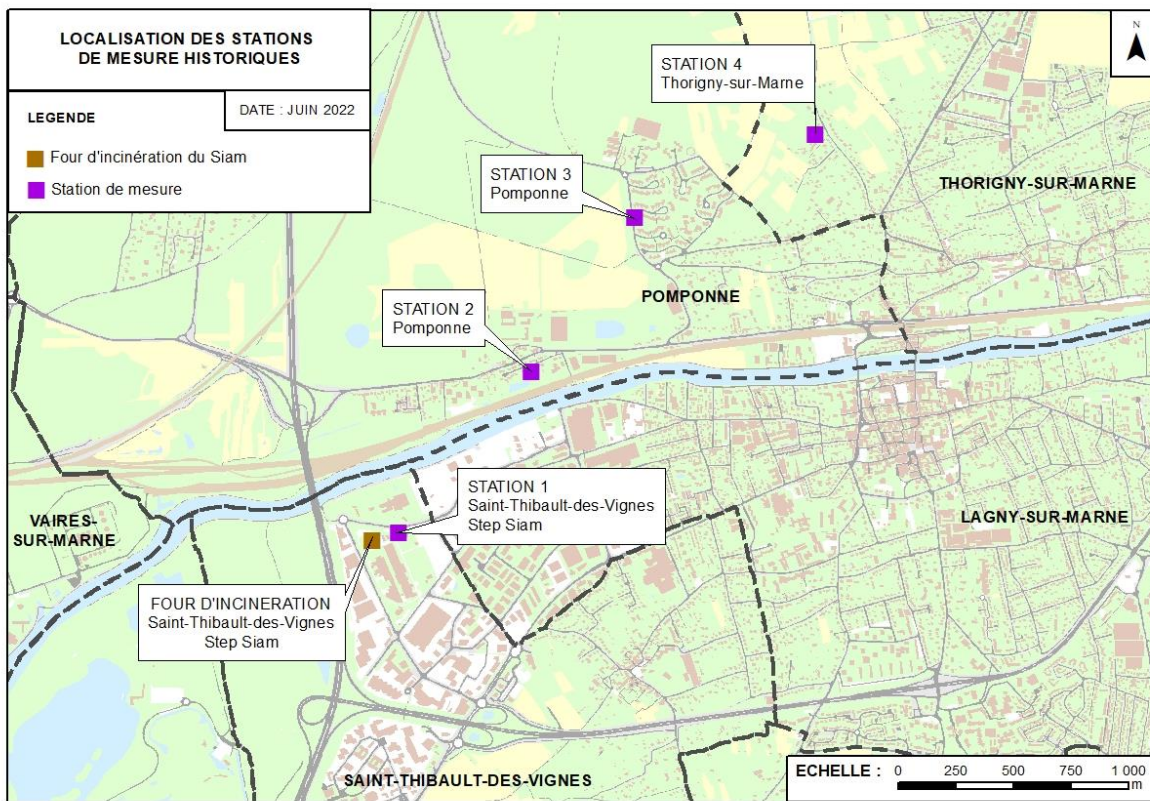 LOCALISATION DES STATIONS
DE MESURE HISTORIQUES
DATE : JUIN 2022
LEGENDE
Four d'incinération du Siam
Station de mesure
N
STATION 4
Thorigny-sur-Marne
STATION 3
Pomponne
THORIGNY-SUR-MARNE
POMPONNE
STATION 2
Pomponne
STATION 1
Saint-Thibault-des-Vignes
Step Siam
VAIRES-
SUR-MARNE
LAGNY-SUR-MARNE
FOUR D'INCINERATION
Saint-Thibault-des-Vignes
Step Siam
SAINT-THIBAULT-DES-VIGNES
ECHELLE : 0 250 500 750 1 000
m